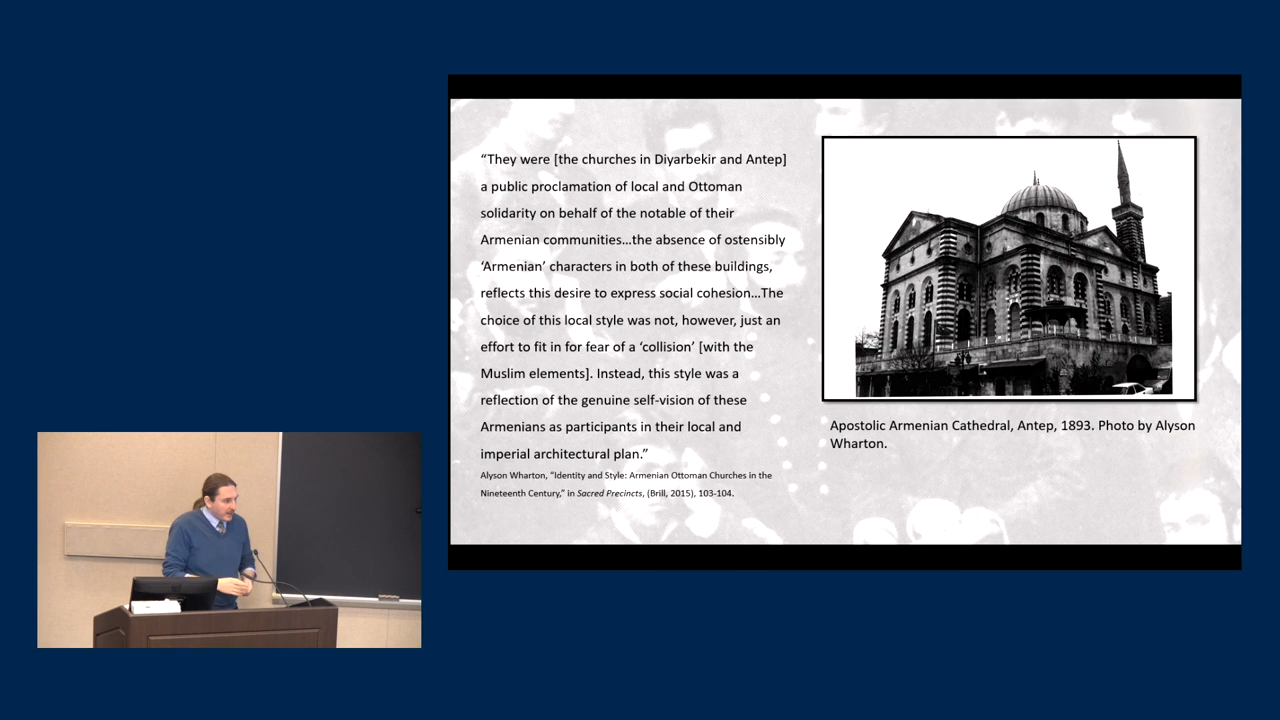 “They were [the churches in Diyarbekir and Antep]
a public proclamation of local and Ottoman
solidarity on behalf of the notable of their
Armenian communities...the absence of ostensibly
‘Armenian’ characters in both of these buildings,
reflects this desire to express social cohesion...The
choice of this local style was not, however, just an
effort to fit in for fear of a ‘collision’ [with the
Muslim elements]. Instead, this style was a
reflection of the genuine self-vision of these
Armenians as participants in their local and
imperial architectural plan.”
Alyson Wharton, “Identity and Style: Armenian Ottoman Churches in the
Nineteenth Century,” in Sacred Precincts, (Brill, 2015), 103-104.
Apostolic Armenian Cathedral, Antep, 1893. Photo by Alyson
Wharton.